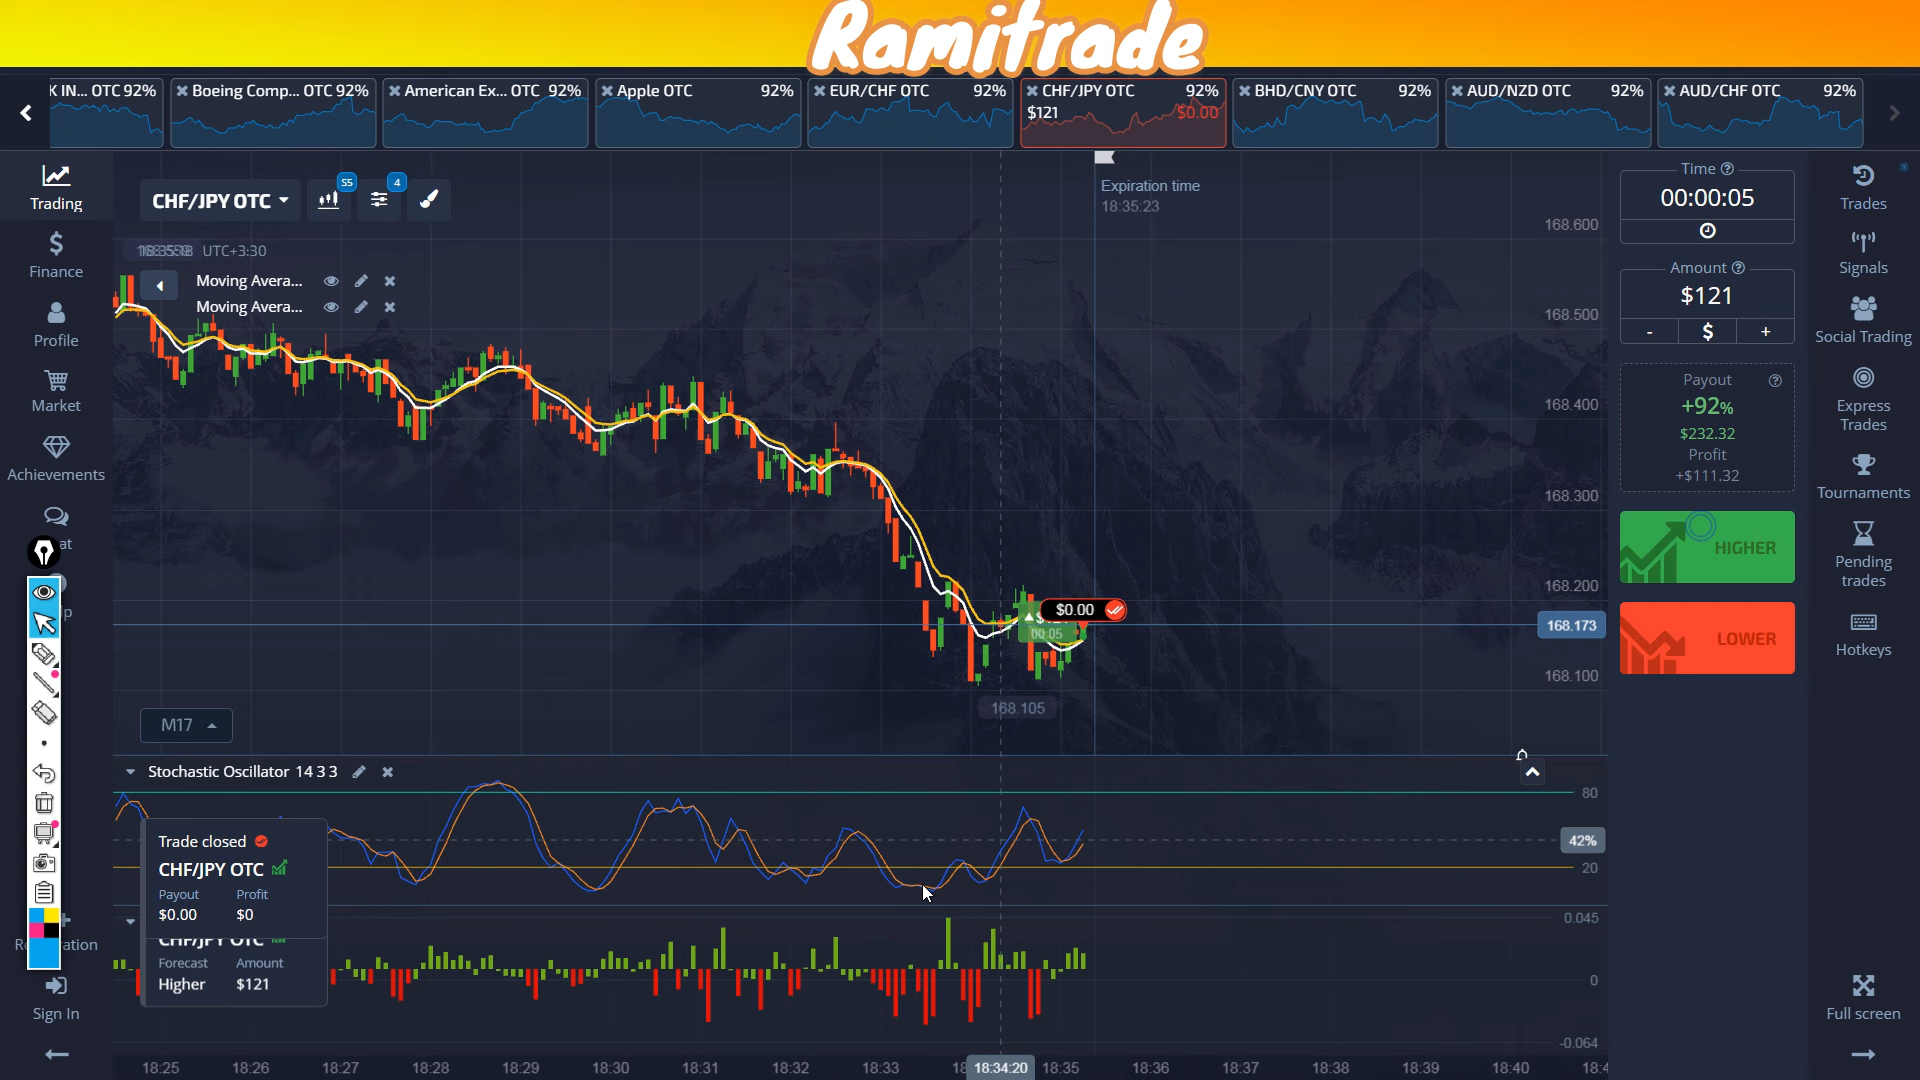 Ramitrade
K IN... OTC 92%
Boeing Comp... OTC 92%
American Ex... OTC 92%
Apple OTC 92%
EUR/CHF OTC 92%
CHF/JPY OTC 92%
$121 $0.00
BHD/CNY OTC 92%
AUD/NZD OTC 92%
AUD/CHF OTC 92%
Trading
Finance
Profile
Market
Achievements
at
p
Sign In
CHF/JPY OTC
S5
4
UTC+3:30
Moving Avera...
Moving Avera...
Expiration time
18:35:23
168.600
168.500
168.400
168.300
168.200
168.173
168.100
$0.00
00:05
168.105
M17
Stochastic Oscillator 14 3 3
80
42%
20
Trade closed
CHF/JPY OTC
Payout Profit
$0.00 $0
CHF/JPY OTC
Forecast Amount
Higher $121
0.045
0
-0.064
18:25 18:26 18:27 18:28 18:29 18:30 18:31 18:32 18:33 18:34:20 18:35 18:36 18:37 18:38 18:39 18:40
Time
00:00:05
Amount
$121
- $ +
Payout
+92%
$232.32
Profit
+$111.32
HIGHER
LOWER
Trades
Signals
Social Trading
Express
Trades
Tournaments
Pending
trades
Hotkeys
Full screen